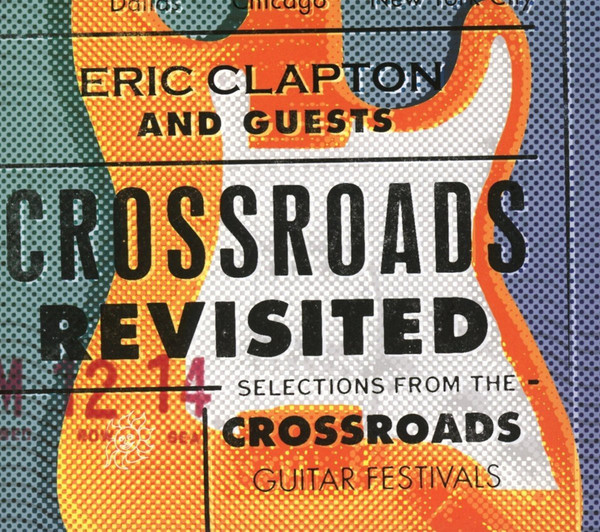 Dallas Chicago New York City
ERIC CLAPTON
AND GUESTS
CROSSROADS
REVISITED
M 12 14
SELECTIONS FROM THE
ROW
CROSSROADS
GUITAR FESTIVALS